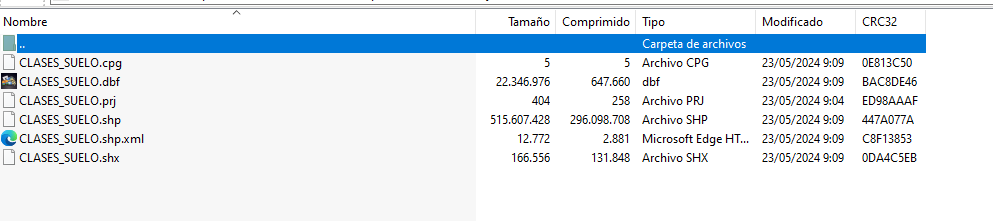 Nombre Tamaño Comprimido Tipo Modificado CRC32
.. Carpeta de archivos
CLASES_SUELO.cpg 5 5 Archivo CPG 23/05/2024 9:09 0E813C50
CLASES_SUELO.dbf 22.346.976 647.660 dbf 23/05/2024 9:09 BAC8DE46
CLASES_SUELO.prj 404 258 Archivo PRJ 23/05/2024 9:04 ED98AAAF
CLASES_SUELO.shp 515.607.428 296.098.708 Archivo SHP 23/05/2024 9:09 447A077A
CLASES_SUELO.shp.xml 12.772 2.881 Microsoft Edge HT... 23/05/2024 9:09 C8F13853
CLASES_SUELO.shx 166.556 131.848 Archivo SHX 23/05/2024 9:09 0DA4C5EB